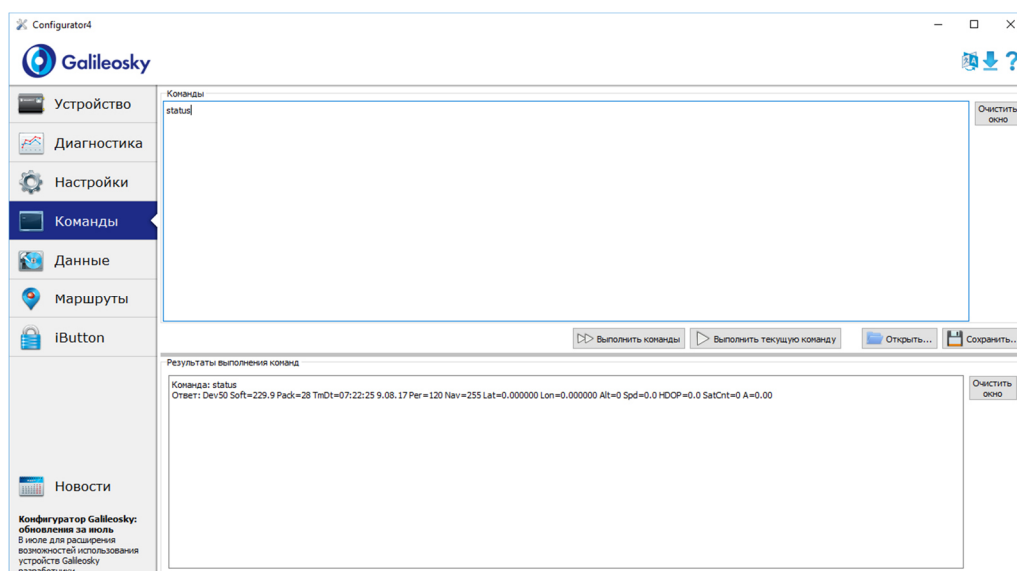 Configurator4
Galileosky
Устройство
Диагностика
Настройки
Команды
Данные
Маршруты
iButton
Новости
Конфигуратор Galileosky:
обновления за июль
В июле для расширения
возможностей использования
устройств Galileosky
разработчики
Команды
status
Очистить
окно
Выполнить команды
Выполнить текущую команду
Открыть...
Сохранить...
Результаты выполнения команд
Команда: status
Ответ: Dev50 Soft=229.9 Pack=28 TmDt=07:22:25 9.08.17 Per=120 Nav=255 Lat=0.000000 Lon=0.000000 Alt=0 Spd=0.0 HDOP=0.0 SatCnt=0 A=0.00
Очистить
окно